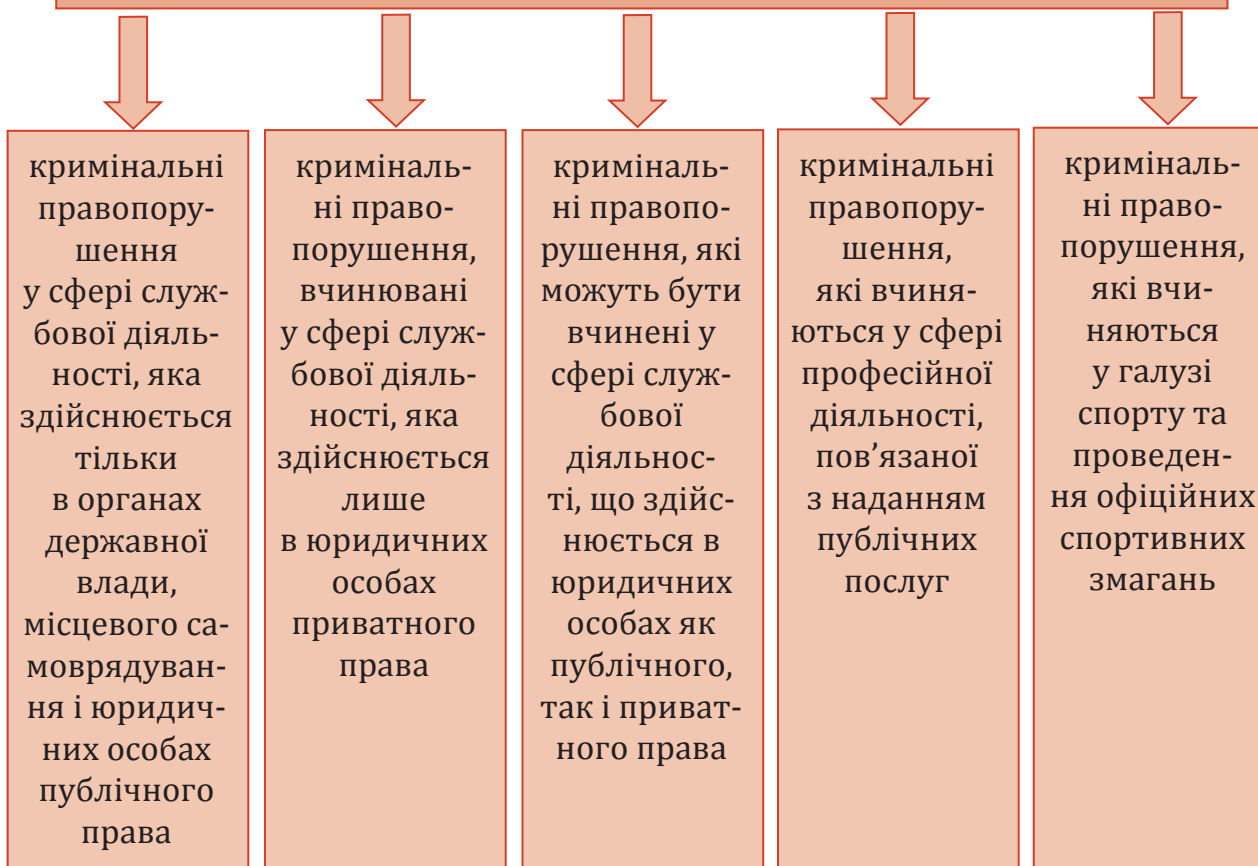 кримінальні
правопору-
шення
у сфері служ-
бової діяль-
ності, яка
здійснюється
тільки
в органах
державної
влади,
місцевого са-
моврядуван-
ня і юридич-
них особах
публічного
права
криміналь-
ні право-
порушення,
вчинювані
у сфері служ-
бової діяль-
ності, яка
здійснюється
лише
в юридичних
особах
приватного
права
криміналь-
ні правопо-
рушення, які
можуть бути
вчинені у
сфері служ-
бової
діяльнос-
ті, що здійс-
нюється в
юридичних
особах як
публічного,
так і приват-
ного права
кримінальні
правопору-
шення,
які вчиня-
ються у сфері
професійної
діяльності,
пов’язаної
з наданням
публічних
послуг
криміналь-
ні право-
порушення,
які вчи-
няються
у галузі
спорту та
проведен-
ня офіційних
спортивних
змагань